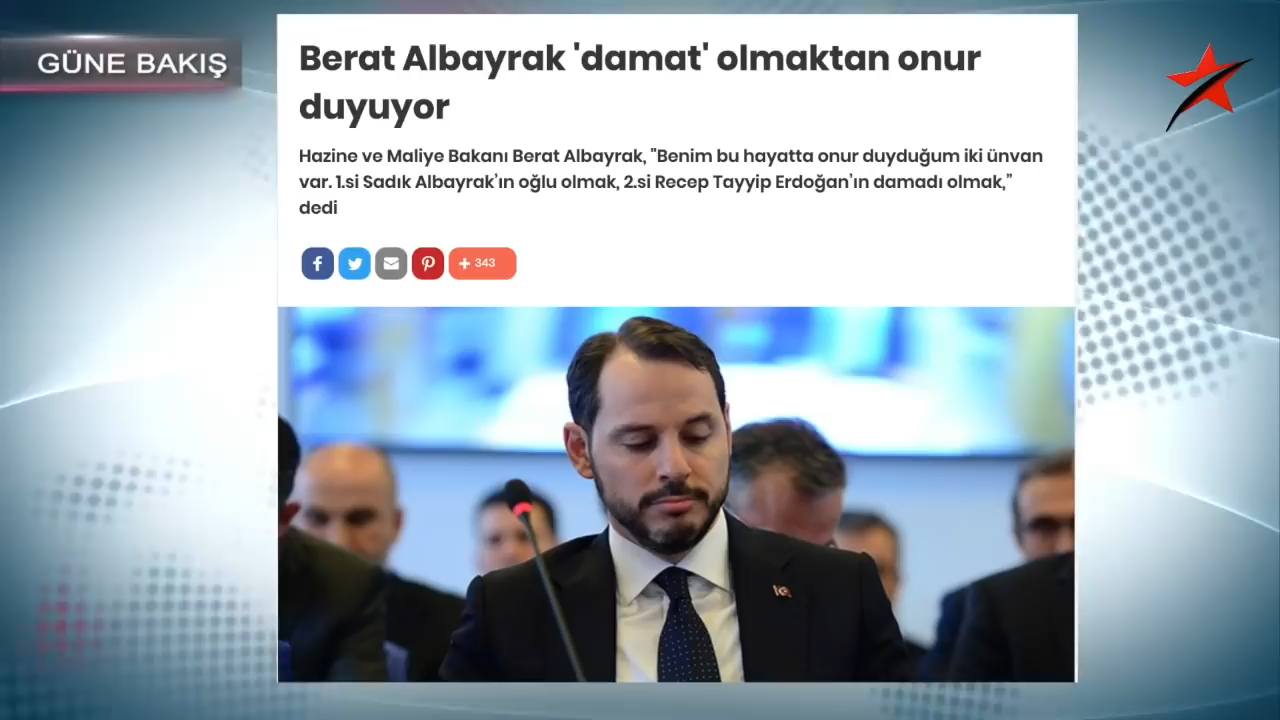 GÜNE BAKIŞ
Berat Albayrak 'damat' olmaktan onur
duyuyor
Hazine ve Maliye Bakanı Berat Albayrak, "Benim bu hayatta onur duyduğum iki ünvan
var. 1.si Sadık Albayrak’ın oğlu olmak, 2.si Recep Tayyip Erdoğan’ın damadı olmak,”
dedi
343